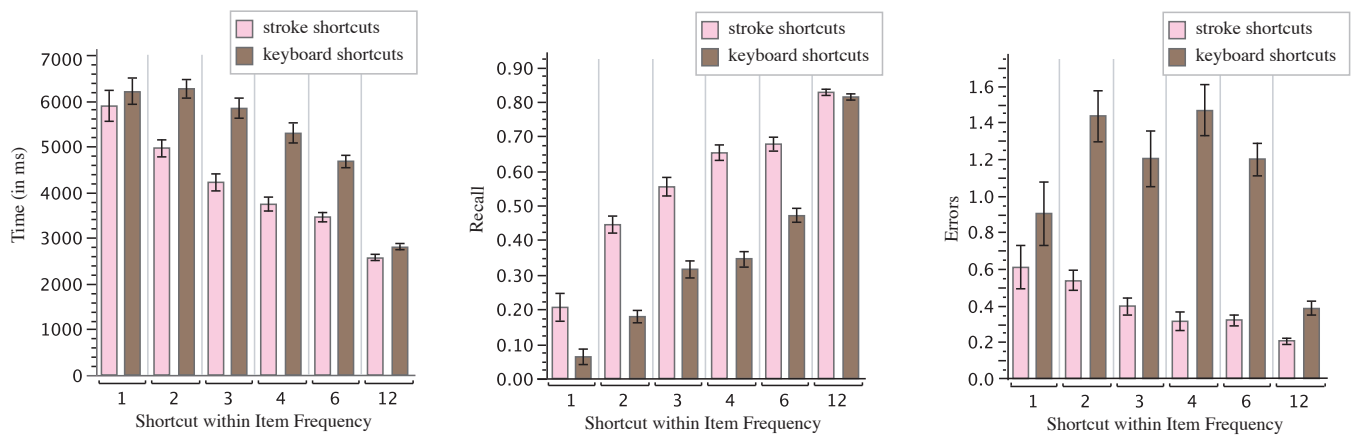 stroke shortcuts
keyboard shortcuts
7000
6000
5000
4000
3000
2000
1000
0
Time (in ms)
1 2 3 4 6 12
Shortcut within Item Frequency
stroke shortcuts
keyboard shortcuts
0.90
0.80
0.70
0.60
0.50
0.40
0.30
0.20
0.10
0.00
Recall
1 2 3 4 6 12
Shortcut within Item Frequency
stroke shortcuts
keyboard shortcuts
1.6
1.4
1.2
1.0
0.8
0.6
0.4
0.2
0.0
Errors
1 2 3 4 6 12
Shortcut within Item Frequency